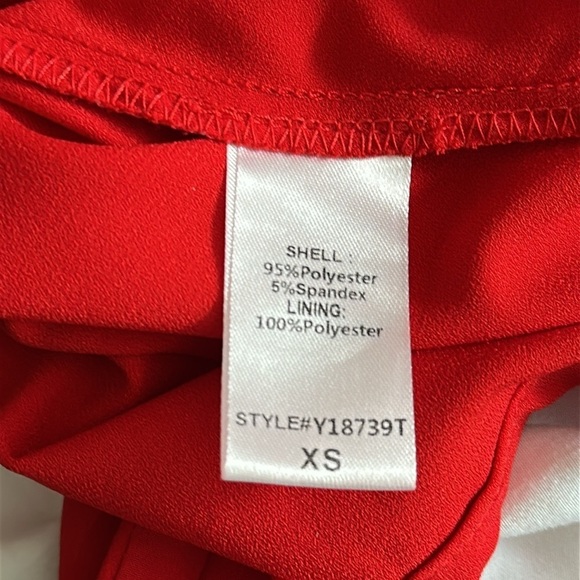 SHELL :
95%Polyester
5%Spandex
LINING:
100%Polyester
STYLE#Y18739T
XS